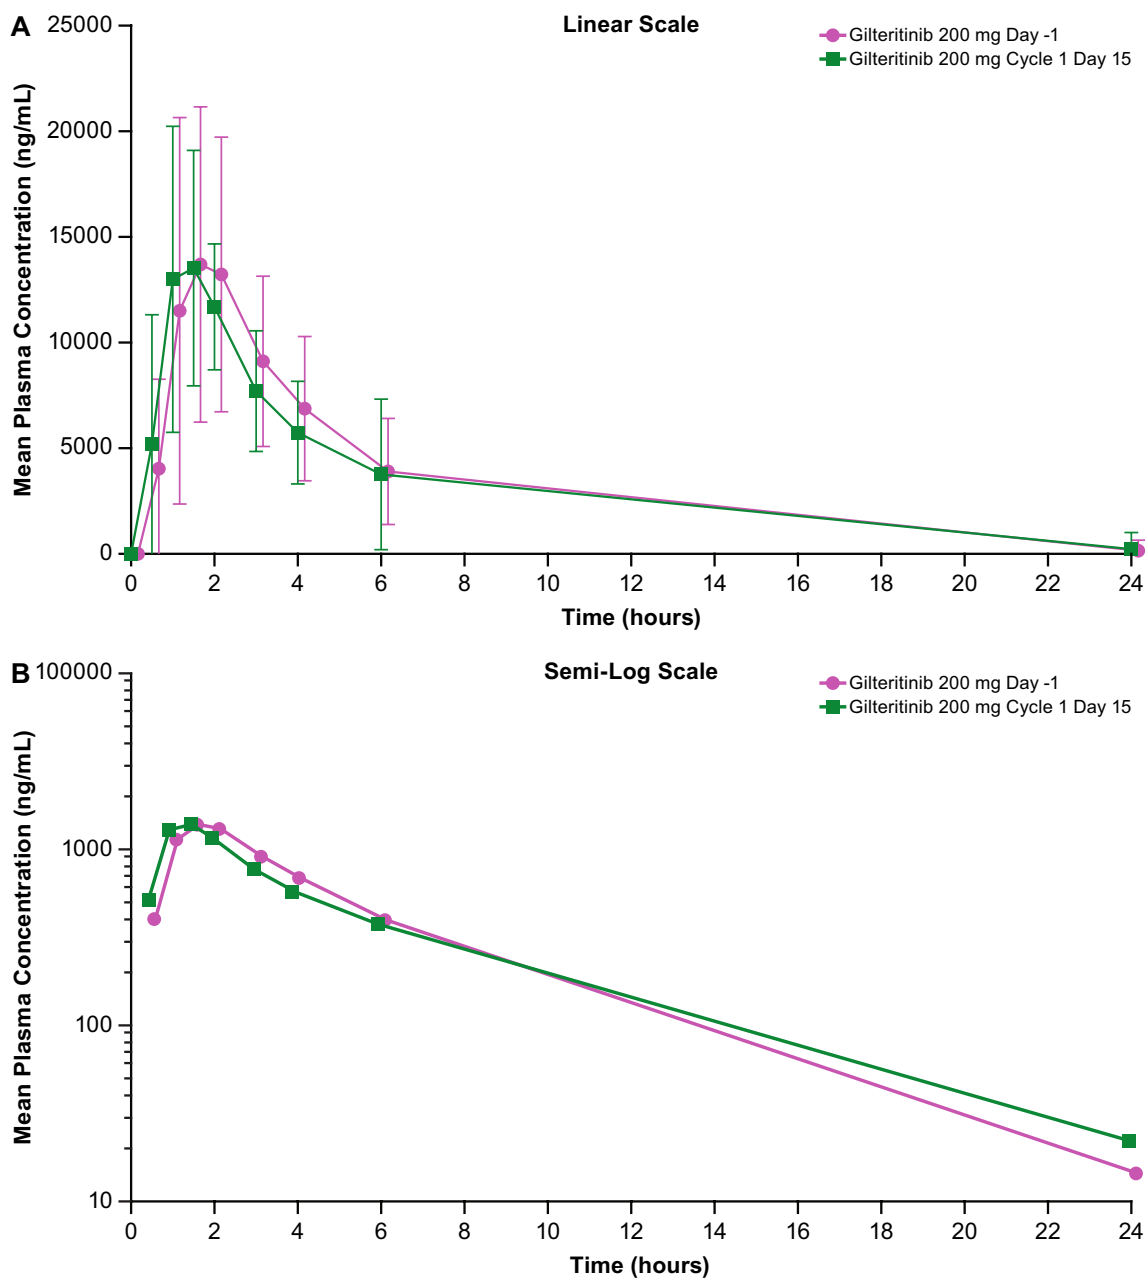 A
Linear Scale
Gilteritinib 200 mg Day -1
Gilteritinib 200 mg Cycle 1 Day 15
Mean Plasma Concentration (ng/mL)
25000
20000
15000
10000
5000
0
0 2 4 6 8 10 12 14 16 18 20 22 24
Time (hours)
B
Semi-Log Scale
Gilteritinib 200 mg Day -1
Gilteritinib 200 mg Cycle 1 Day 15
Mean Plasma Concentration (ng/mL)
100000
1000
100
10
0 2 4 6 8 10 12 14 16 18 20 22 24
Time (hours)